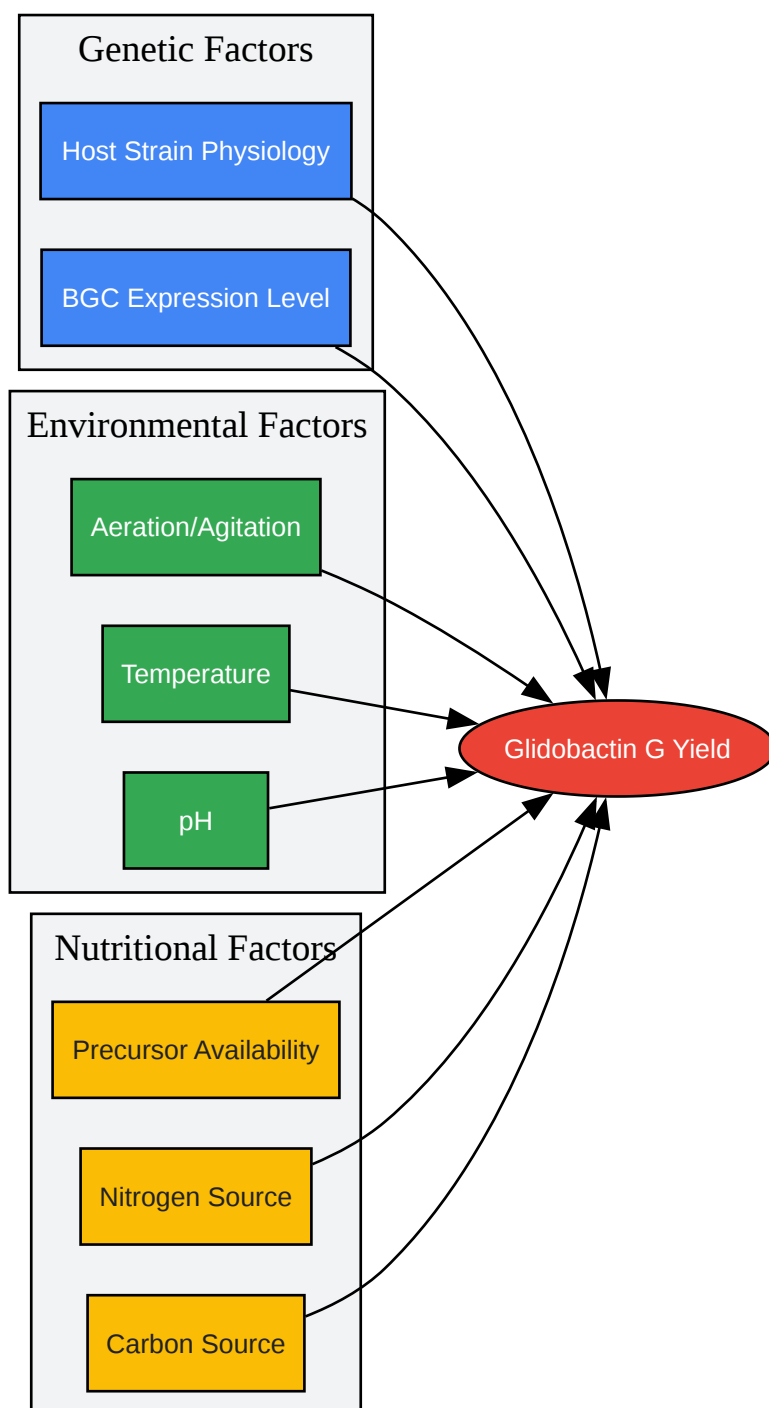 Genetic Factors
Host Strain Physiology
BGC Expression Level
Environmental Factors
Aeration/Agitation
Temperature
Glidobactin G Yield
pH
Nutritional Factors
Precursor Availability
Nitrogen Source
Carbon Source